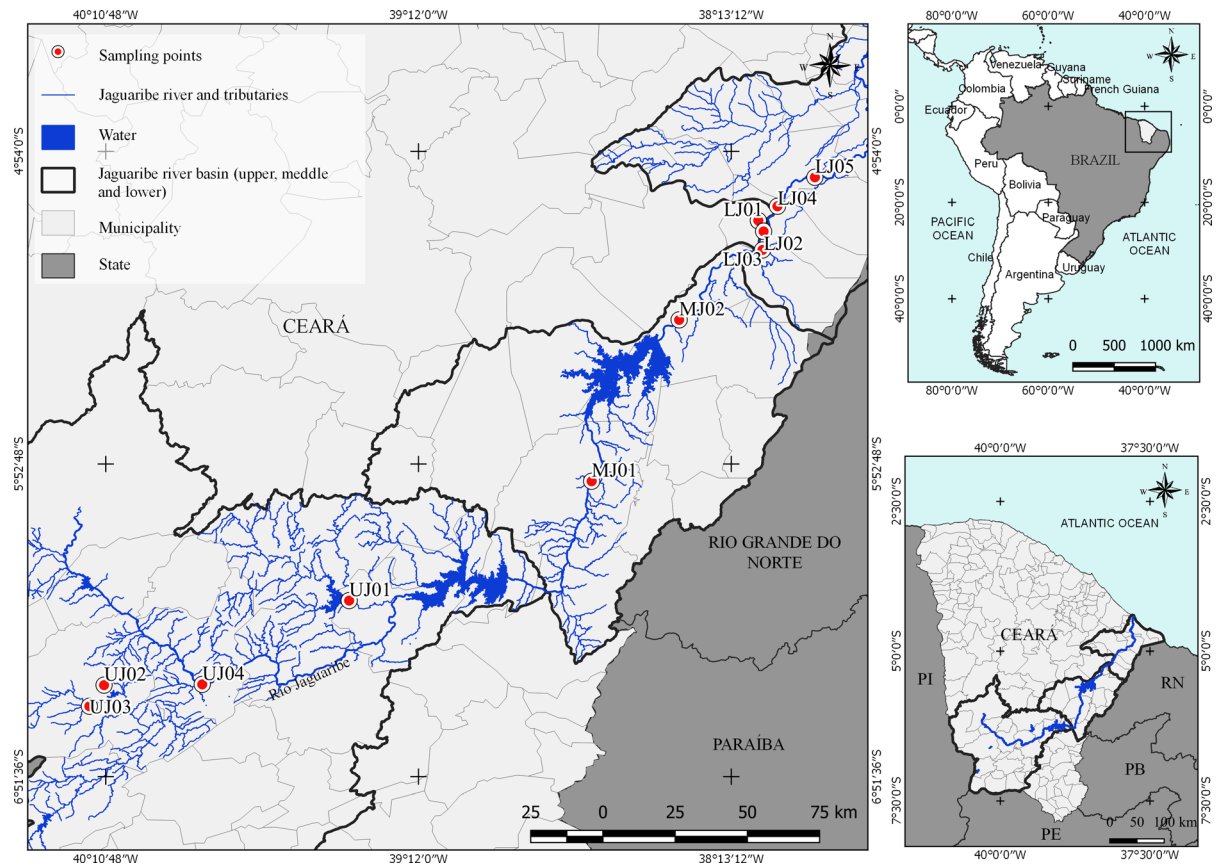 40°10'48"W
39°12'0"W
38°13'12"W
Sampling points
Jaguaribe river and tributaries
Water
Jaguaribe river basin (upper, meddle
and lower)
Municipality
State
N
W
E
S
4°54'0"S
5°52'48"S
6°51'36"S
LJ05
LJ04
LJ01
LJ02
LJ03
MJ02
CEARÁ
MJ01
RIO GRANDE DO
NORTE
UJ01
UJ02
UJ04
UJ03
Rio Jaguaribe
PARAÍBA
25
0
25
50
75 km
40°10'48"W
39°12'0"W
38°13'12"W
4°54'0"S
5°52'48"S
6°51'36"S
80°0'0"W
60°0'0"W
40°0'0"W
N
W
E
S
Venezuela
Guyana
Suriname
French Guiana
Colombia
Ecuador
BRAZIL
Peru
Bolivia
Paraguay
PACIFIC
OCEAN
ATLANTIC
OCEAN
Chile
Uruguay
Argentina
0
500
1000 km
0°0'0"
20°0'0"S
40°0'0"S
0°0'0"
20°0'0"S
40°0'0"S
80°0'0"W
60°0'0"W
40°0'0"W
40°0'0"W
37°30'0"W
N
W
E
S
ATLANTIC OCEAN
2°30'0"S
5°0'0"S
7°30'0"S
CEARÁ
PI
RN
PB
PE
0
50
100 km
2°30'0"S
5°0'0"S
7°30'0"S
40°0'0"W
37°30'0"W